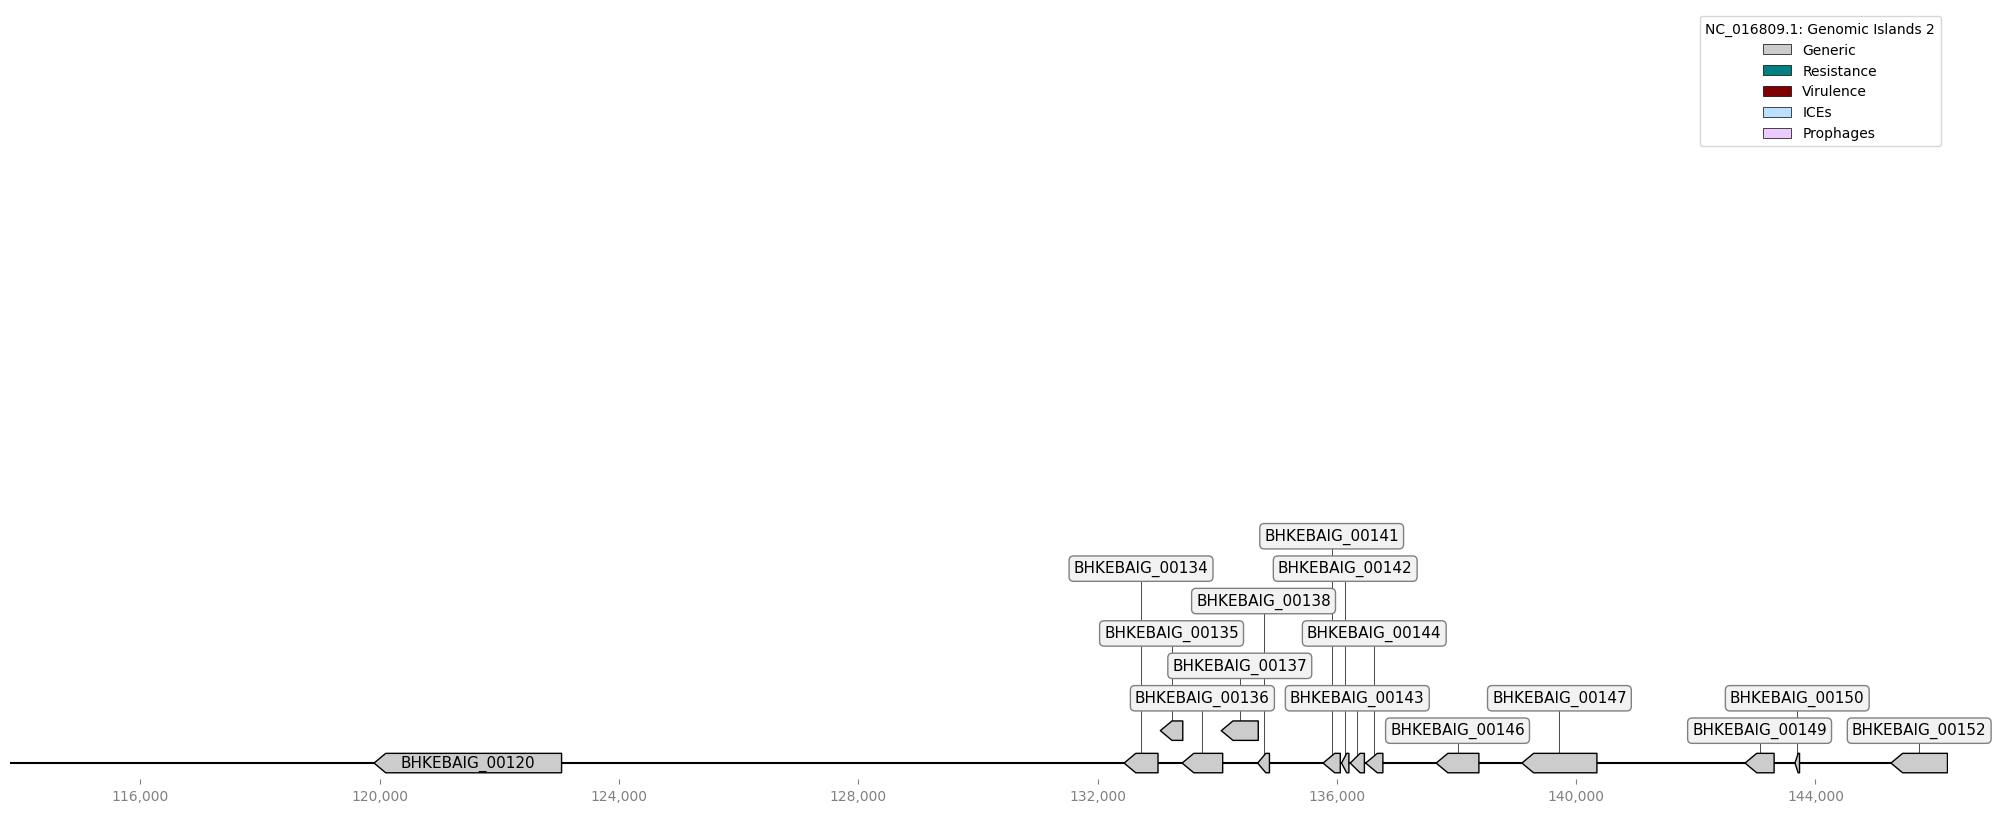 NC_016809.1: Genomic Islands 2
Generic
Resistance
Virulence
ICEs
Prophages
BHKEBAIG_00141
BHKEBAIG_00134
BHKEBAIG_00142
BHKEBAIG_00138
BHKEBAIG_00135
BHKEBAIG_00144
BHKEBAIG_00137
BHKEBAIG_00136
BHKEBAIG_00143
BHKEBAIG_00147
BHKEBAIG_00150
BHKEBAIG_00146
BHKEBAIG_00149
BHKEBAIG_00152
BHKEBAIG_00120
116,000
120,000
124,000
128,000
132,000
136,000
140,000
144,000